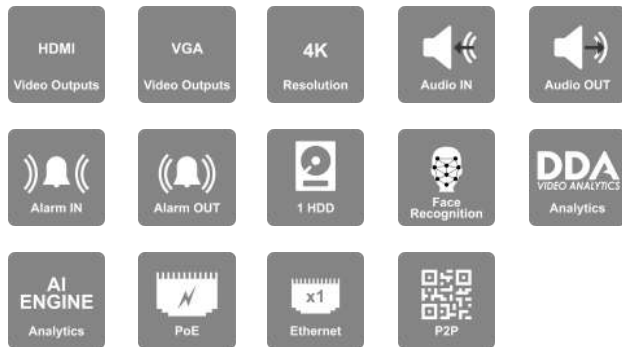 HDMI
Video Outputs
VGA
Video Outputs
4K
Resolution
Audio IN
Audio OUT
Alarm IN
Alarm OUT
1 HDD
Face
Recognition
DDA
VIDEO ANALYTICS
Analytics
AI
ENGINE
Analytics
PoE
x1
Ethernet
P2P